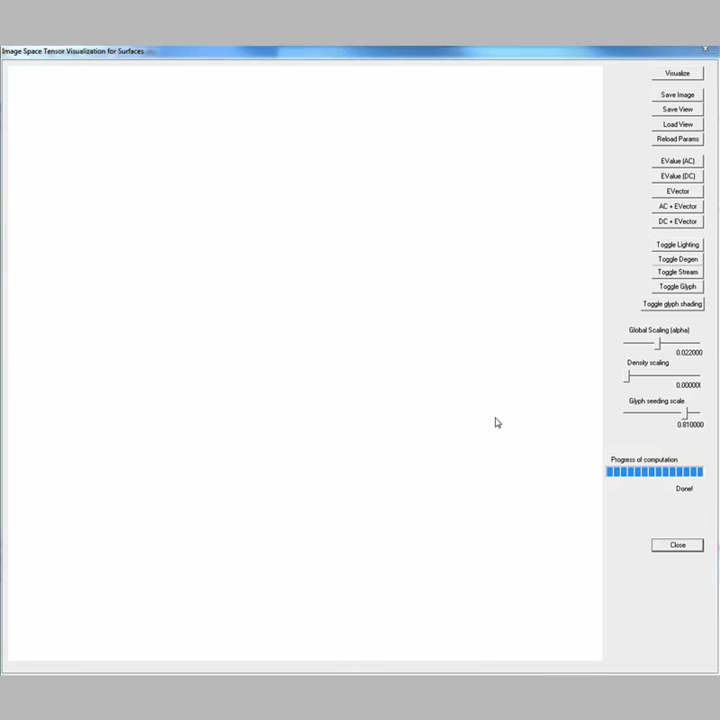 Image Space Tensor Visualization for Surfaces
Visualize
Save Image
Save View
Load View
Reload Params
EValue (AC)
EValue (DC)
EVector
AC + EVector
DC + EVector
Toggle Lighting
Toggle Degen
Toggle Stream
Toggle Glyph
Toggle glyph shading
Global Scaling (alpha)
0.022000
Density scaling
0.00000
Glyph seeding scale
0.810000
Progress of computation
Done!
Close